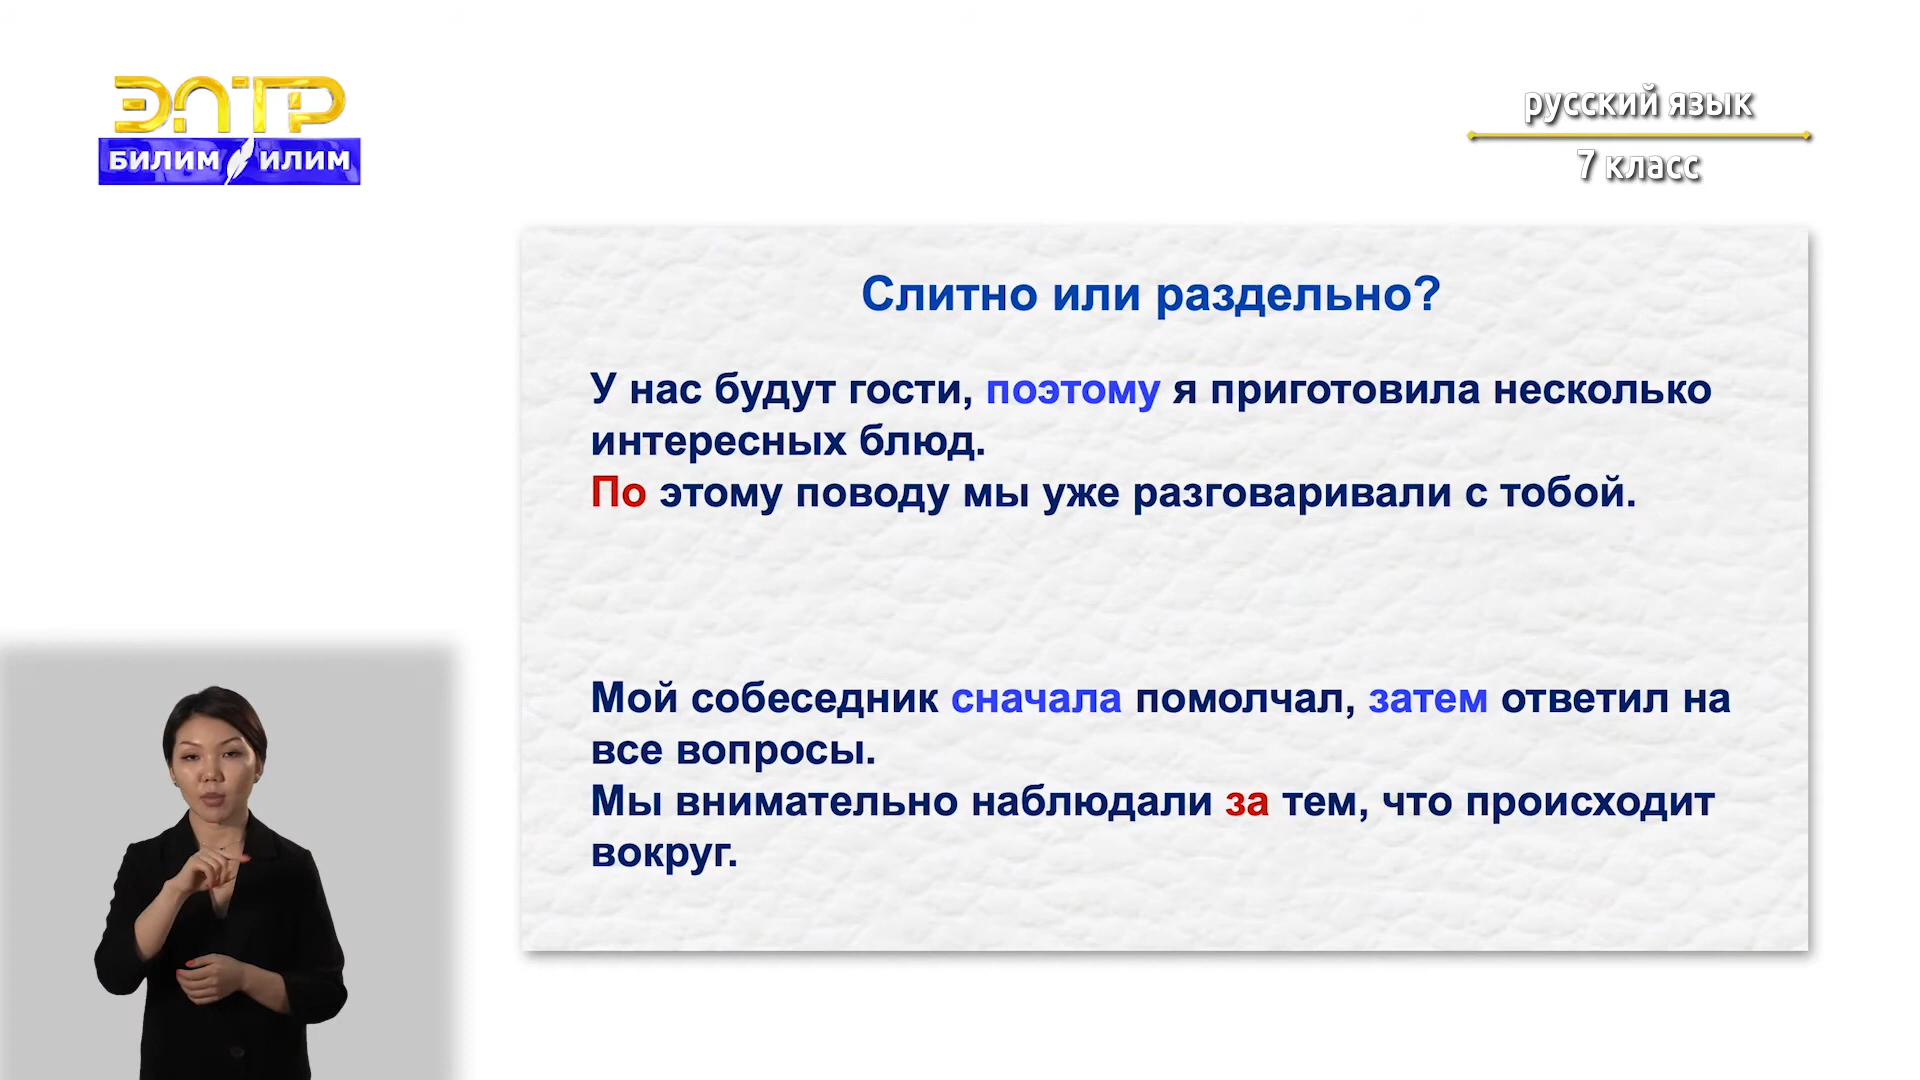 ЭЛТР
БИЛИМ ИЛИМ
русский язык
7 класс
Слитно или раздельно?
У нас будут гости, поэтому я приготовила несколько
интересных блюд.
По этому поводу мы уже разговаривали с тобой.
Мой собеседник сначала помолчал, затем ответил на
все вопросы.
Мы внимательно наблюдали за тем, что происходит
вокруг.